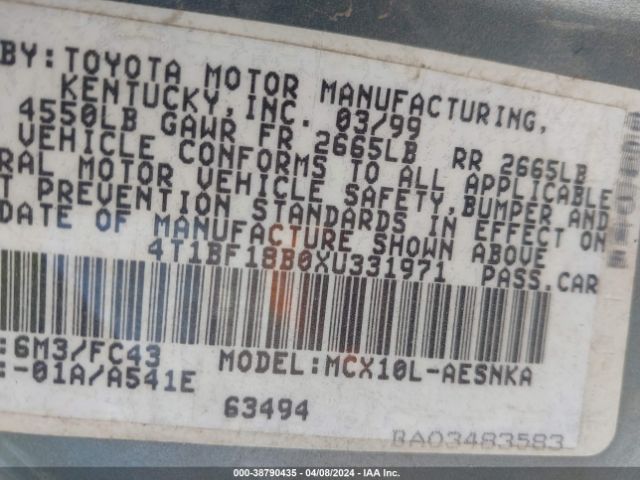 BY: TOYOTA MOTOR MANUFACTURING,
KENTUCKY, INC. 03/99
4550LB GAWR FR 2665LB RR 2665LB
VEHICLE CONFORMS TO ALL APPLICABLE
RAL MOTOR VEHICLE SAFETY, BUMPER AND
T PREVENTION STANDARDS IN EFFECT ON
DATE OF MANUFACTURE SHOWN ABOVE
4T1BF18B0XU331971 PASS.CAR
:6M3/FC43 MODEL:MCX10L-AESNKA
:-01A/A541E
63494
BA03483583
000-38790435 - 04/08/2024 - IAA Inc.